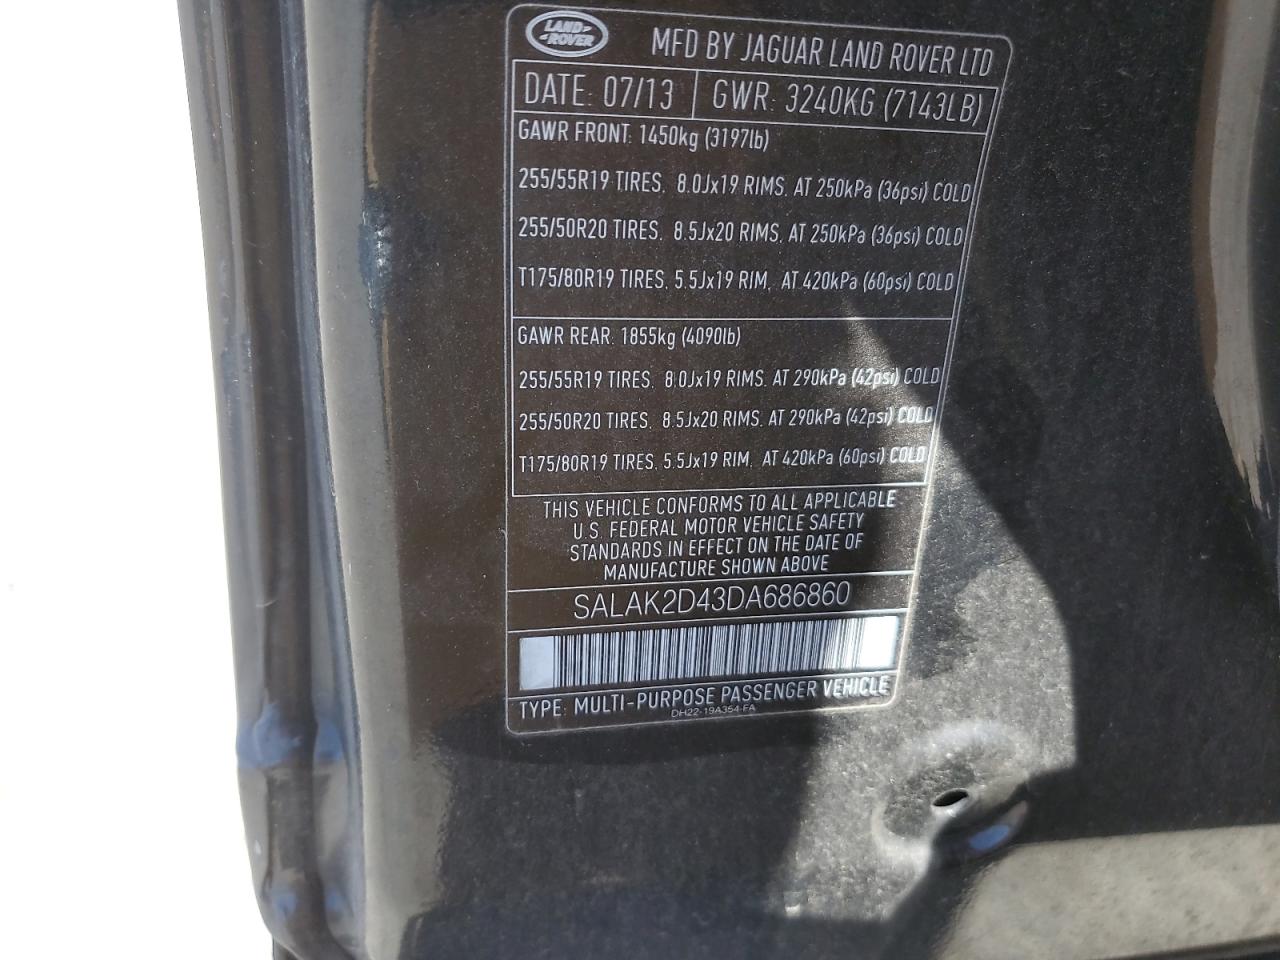 LAND ROVER
MFD BY JAGUAR LAND ROVER LTD
DATE: 07/13 GWR: 3240KG (7143LB)
GAWR FRONT: 1450kg (3197lb)
255/55R19 TIRES, 8.0Jx19 RIMS, AT 250kPa (36psi) COLD
255/50R20 TIRES, 8.5Jx20 RIMS, AT 250kPa (36psi) COLD
T175/80R19 TIRES, 5.5Jx19 RIM, AT 420kPa (60psi) COLD
GAWR REAR: 1855kg (4090lb)
255/55R19 TIRES, 8.0Jx19 RIMS, AT 290kPa (42psi) COLD
255/50R20 TIRES, 8.5Jx20 RIMS, AT 290kPa (42psi) COLD
T175/80R19 TIRES, 5.5Jx19 RIM, AT 420kPa (60psi) COLD
THIS VEHICLE CONFORMS TO ALL APPLICABLE
U.S. FEDERAL MOTOR VEHICLE SAFETY
STANDARDS IN EFFECT ON THE DATE OF
MANUFACTURE SHOWN ABOVE
SALAK2D43DA686860
TYPE: MULTI-PURPOSE PASSENGER VEHICLE
DH22-19A354-FA